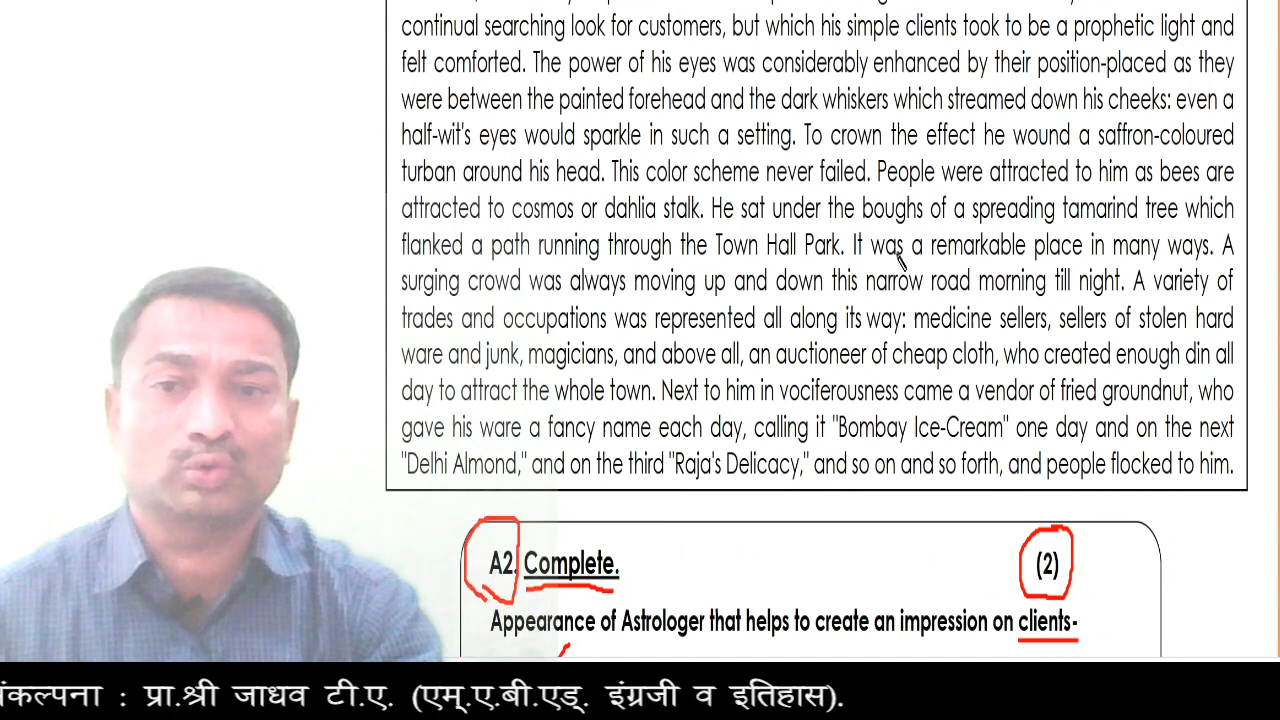 continual searching look for customers, but which his simple clients took to be a prophetic light and
felt comforted. The power of his eyes was considerably enhanced by their position-placed as they
were between the painted forehead and the dark whiskers which streamed down his cheeks: even a
half-wit's eyes would sparkle in such a setting. To crown the effect he wound a saffron-coloured
turban around his head. This color scheme never failed. People were attracted to him as bees are
attracted to cosmos or dahlia stalk. He sat under the boughs of a spreading tamarind tree which
flanked a path running through the Town Hall Park. It was a remarkable place in many ways. A
surging crowd was always moving up and down this narrow road morning till night. A variety of
trades and occupations was represented all along its way: medicine sellers, sellers of stolen hard
ware and junk, magicians, and above all, an auctioneer of cheap cloth, who created enough din all
day to attract the whole town. Next to him in vociferousness came a vendor of fried groundnut, who
gave his ware a fancy name each day, calling it "Bombay Ice-Cream" one day and on the next
"Delhi Almond," and on the third "Raja's Delicacy," and so on and so forth, and people flocked to him.
A2. Complete. (2)
Appearance of Astrologer that helps to create an impression on clients-
संकल्पना : प्रा.श्री जाधव टी.ए. (एम्.ए.बी.एड्. इंग्रजी व इतिहास).